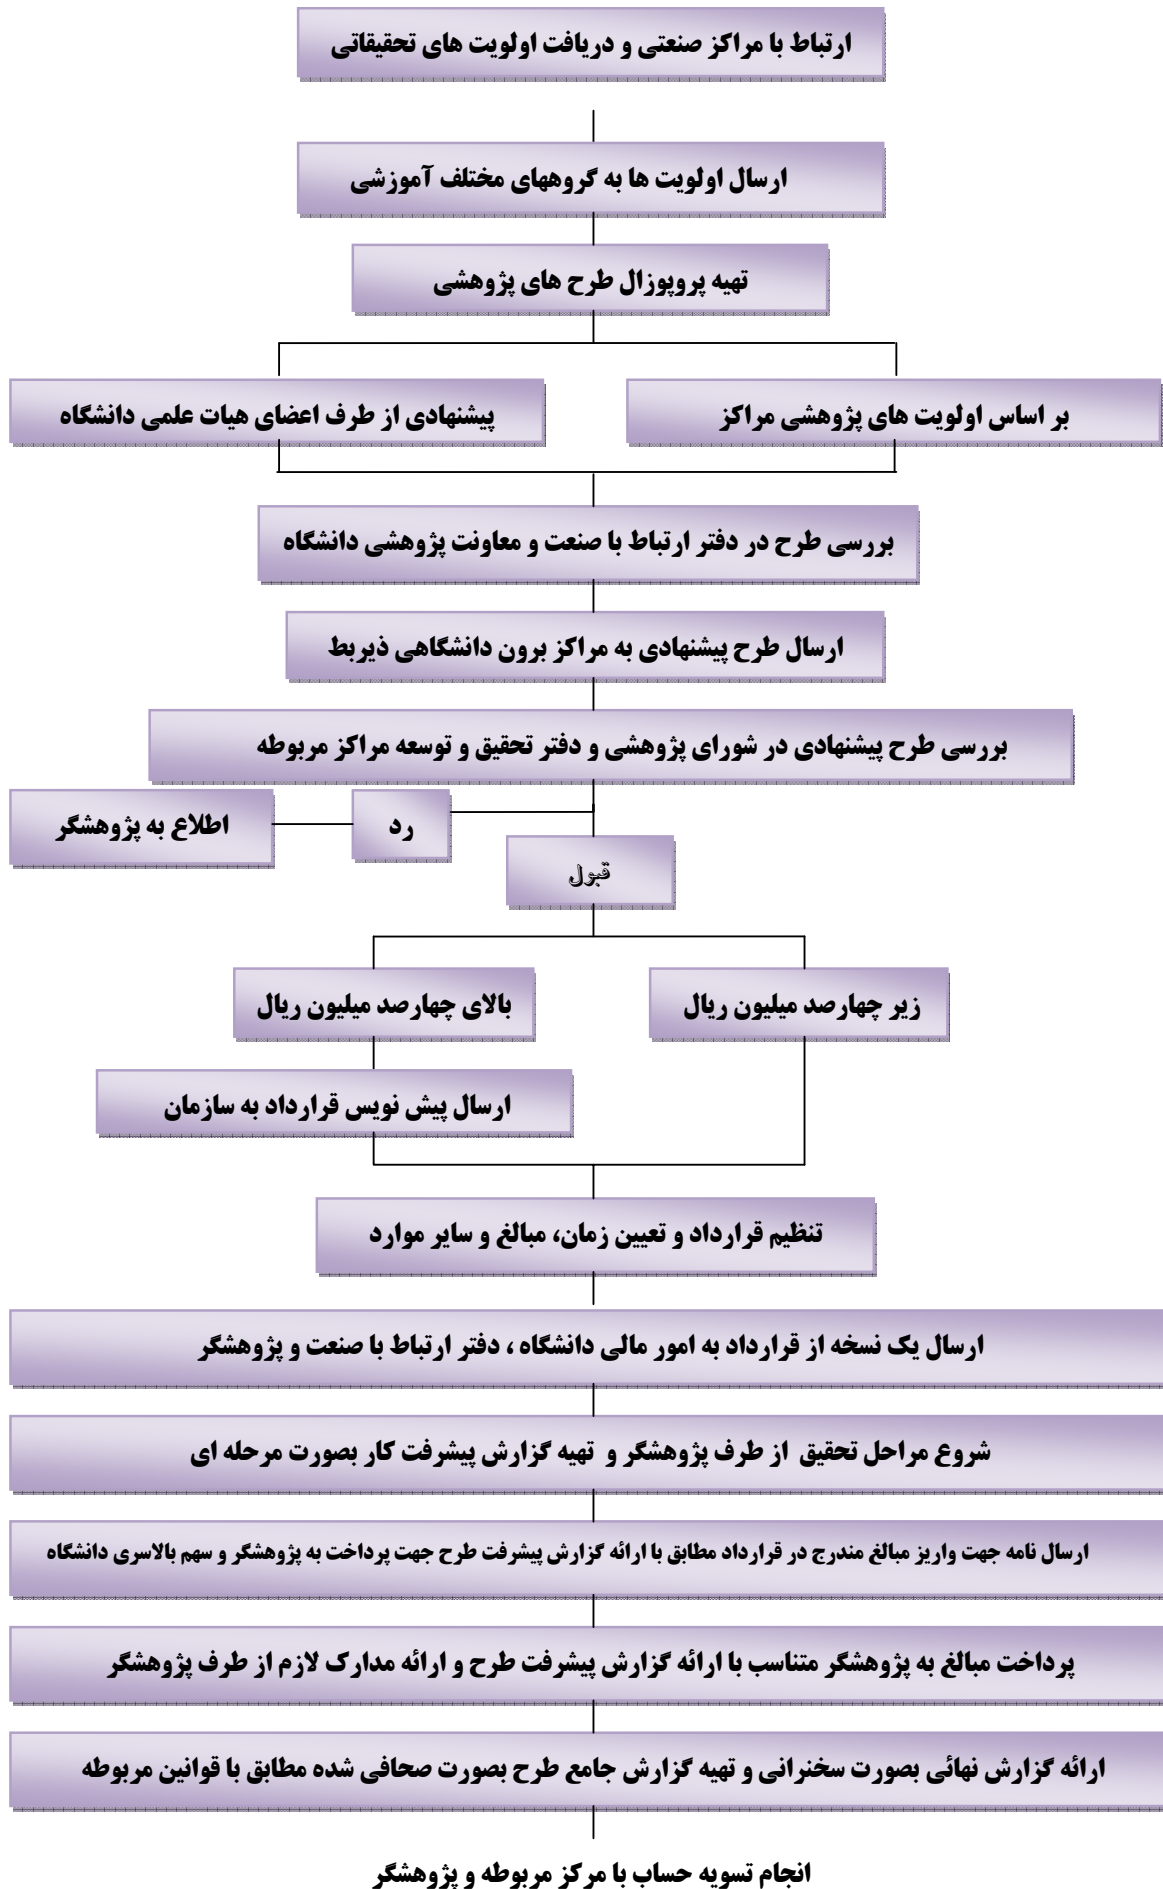 ارتباط با مراکز صنعتی و دریافت اولویت های تحقیقاتی
ارسال اولویت ها به گروههای مختلف آموزشی
تهیه پروپوزال طرح های پژوهشی
بر اساس اولویت های پژوهشی مراکز
پیشنهادی از طرف اعضای هیات علمی دانشگاه
بررسی طرح در دفتر ارتباط با صنعت و معاونت پژوهشی دانشگاه
ارسال طرح پیشنهادی به مراکز برون دانشگاهی ذیربط
بررسی طرح پیشنهادی در شورای پژوهشی و دفتر تحقیق و توسعه مراکز مربوطه
رد
اطلاع به پژوهشگر
قبول
زیر چهارصد میلیون ریال
بالای چهارصد میلیون ریال
ارسال پیش نویس قرارداد به سازمان
تنظیم قرارداد و تعیین زمان، مبالغ و سایر موارد
ارسال یک نسخه از قرارداد به امور مالی دانشگاه ، دفتر ارتباط با صنعت و پژوهشگر
شروع مراحل تحقیق از طرف پژوهشگر و تهیه گزارش پیشرفت کار بصورت مرحله ای
ارسال نامه جهت واریز مبالغ مندرج در قرارداد مطابق با ارائه گزارش پیشرفت طرح جهت پرداخت به پژوهشگر و سهم بالاسری دانشگاه
پرداخت مبالغ به پژوهشگر متناسب با ارائه گزارش پیشرفت طرح و ارائه مدارک لازم از طرف پژوهشگر
ارائه گزارش نهائی بصورت سخنرانی و تهیه گزارش جامع طرح بصورت صحافی شده مطابق با قوانین مربوطه
انجام تسویه حساب با مرکز مربوطه و پژوهشگر